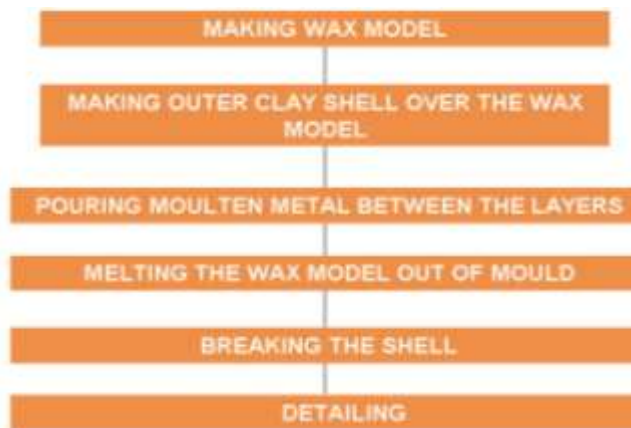 MAKING WAX MODEL
MAKING OUTER CLAY SHELL OVER THE WAX
MODEL
POURING MOULTEN METAL BETWEEN THE LAYERS
MELTING THE WAX MODEL OUT OF MOULD
BREAKING THE SHELL
DETAILING